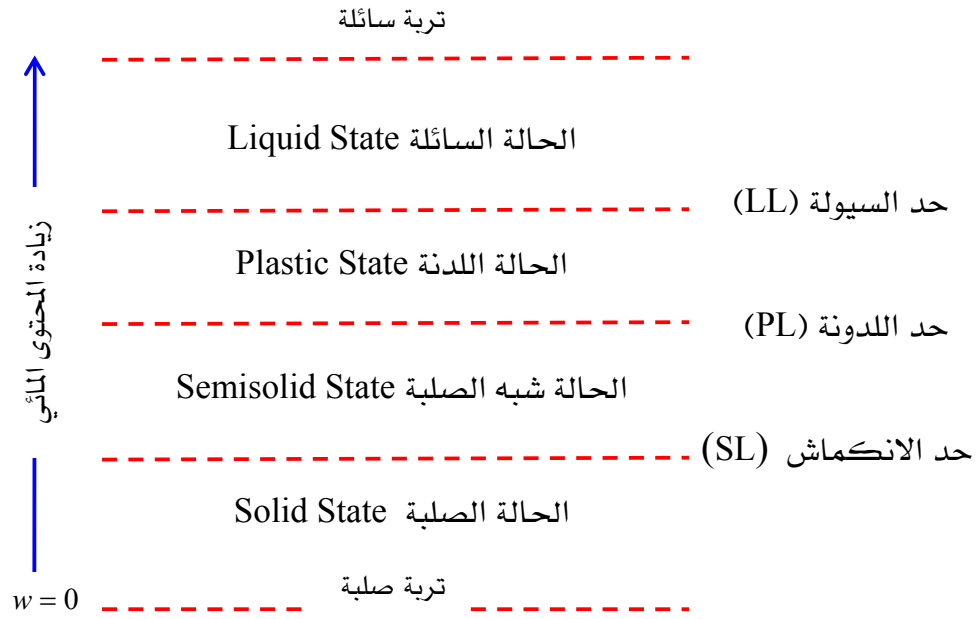 تربة سائلة
الحالة السائلة Liquid State
حد السيولة (LL)
الحالة اللدنة Plastic State
حد اللدونة (PL)
الحالة شبه الصلبة Semisolid State
حد الانكماش (SL)
الحالة الصلبة Solid State
تربة صلبة
w = 0
زيادة المحتوى المائي